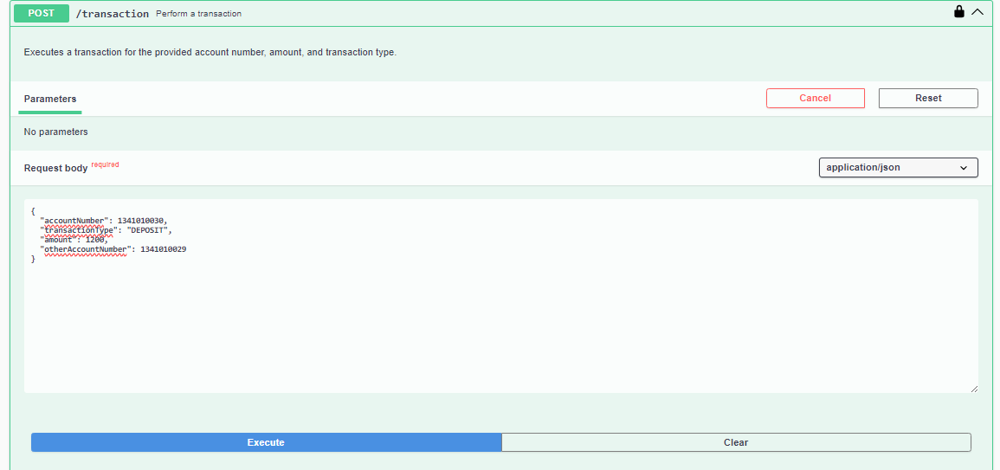 POST /transaction Perform a transaction
Executes a transaction for the provided account number, amount, and transaction type.
Parameters Cancel Reset
No parameters
Request body required application/json
{
  "accountNumber": 1341010030,
  "transactionType": "DEPOSIT",
  "amount": 1200,
  "otherAccountNumber": 1341010029
}
Execute Clear